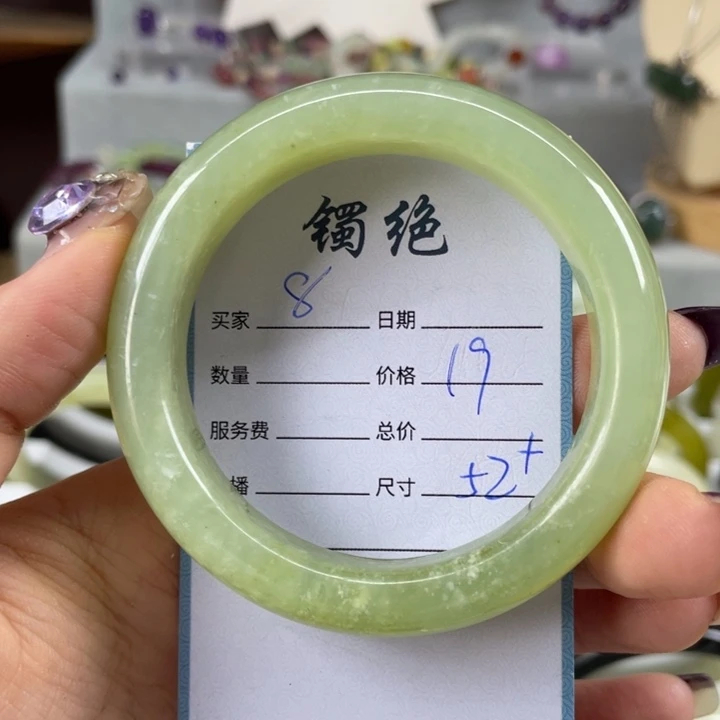 镯绝
买家 8 日期
数量 价格 19
服务费 总价
播 尺寸 52+